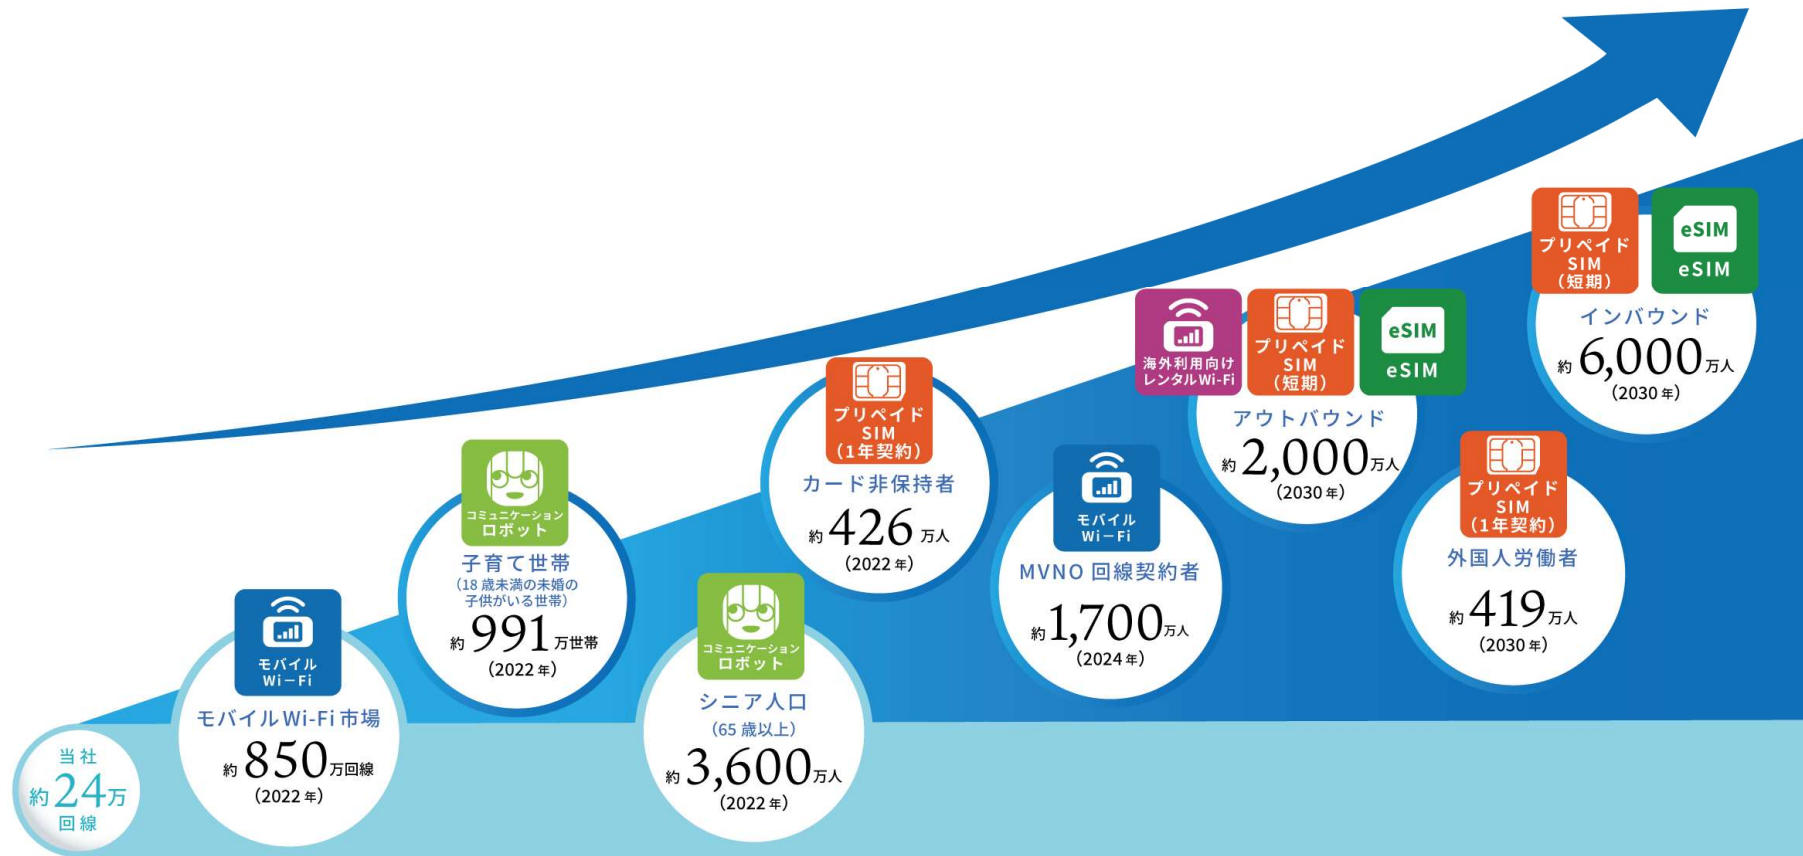 当社
約24万
回線
モバイル
Wi−Fi
モバイルWi-Fi市場
約850万回線
(2022年)
コミュニケーション
ロボット
子育て世帯
(18歳未満の未婚の
子供がいる世帯)
約991万世帯
(2022年)
コミュニケーション
ロボット
シニア人口
(65歳以上)
約3,600万人
(2022年)
プリペイド
SIM
(1年契約)
カード非保持者
約426万人
(2022年)
モバイル
Wi−Fi
MVNO回線契約者
約1,700万人
(2024年)
海外利用向け
レンタルWi-Fi
プリペイド
SIM
(短期)
eSIM
eSIM
アウトバウンド
約2,000万人
(2030年)
プリペイド
SIM
(1年契約)
外国人労働者
約419万人
(2030年)
プリペイド
SIM
(短期)
eSIM
eSIM
インバウンド
約6,000万人
(2030年)